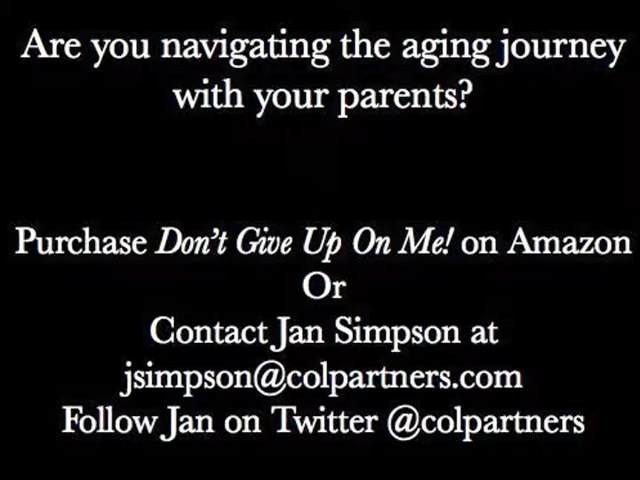 Are you navigating the aging journey
with your parents?
Purchase Don't Give Up On Me! on Amazon
Or
Contact Jan Simpson at
jsimpson@colpartners.com
Follow Jan on Twitter @colpartners